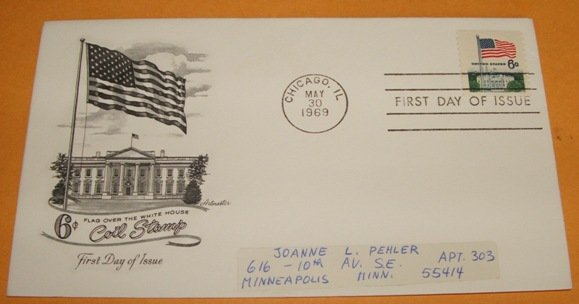 CHICAGO, IL
MAY
30
1969
UNITED STATES 6¢
FIRST DAY OF ISSUE
6¢ FLAG OVER THE WHITE HOUSE
Coil Stamp
First Day of Issue
Artmaster
JOANNE L. PEHLER APT. 303
616 - 10TH AV. S.E.
MINNEAPOLIS MINN. 55414